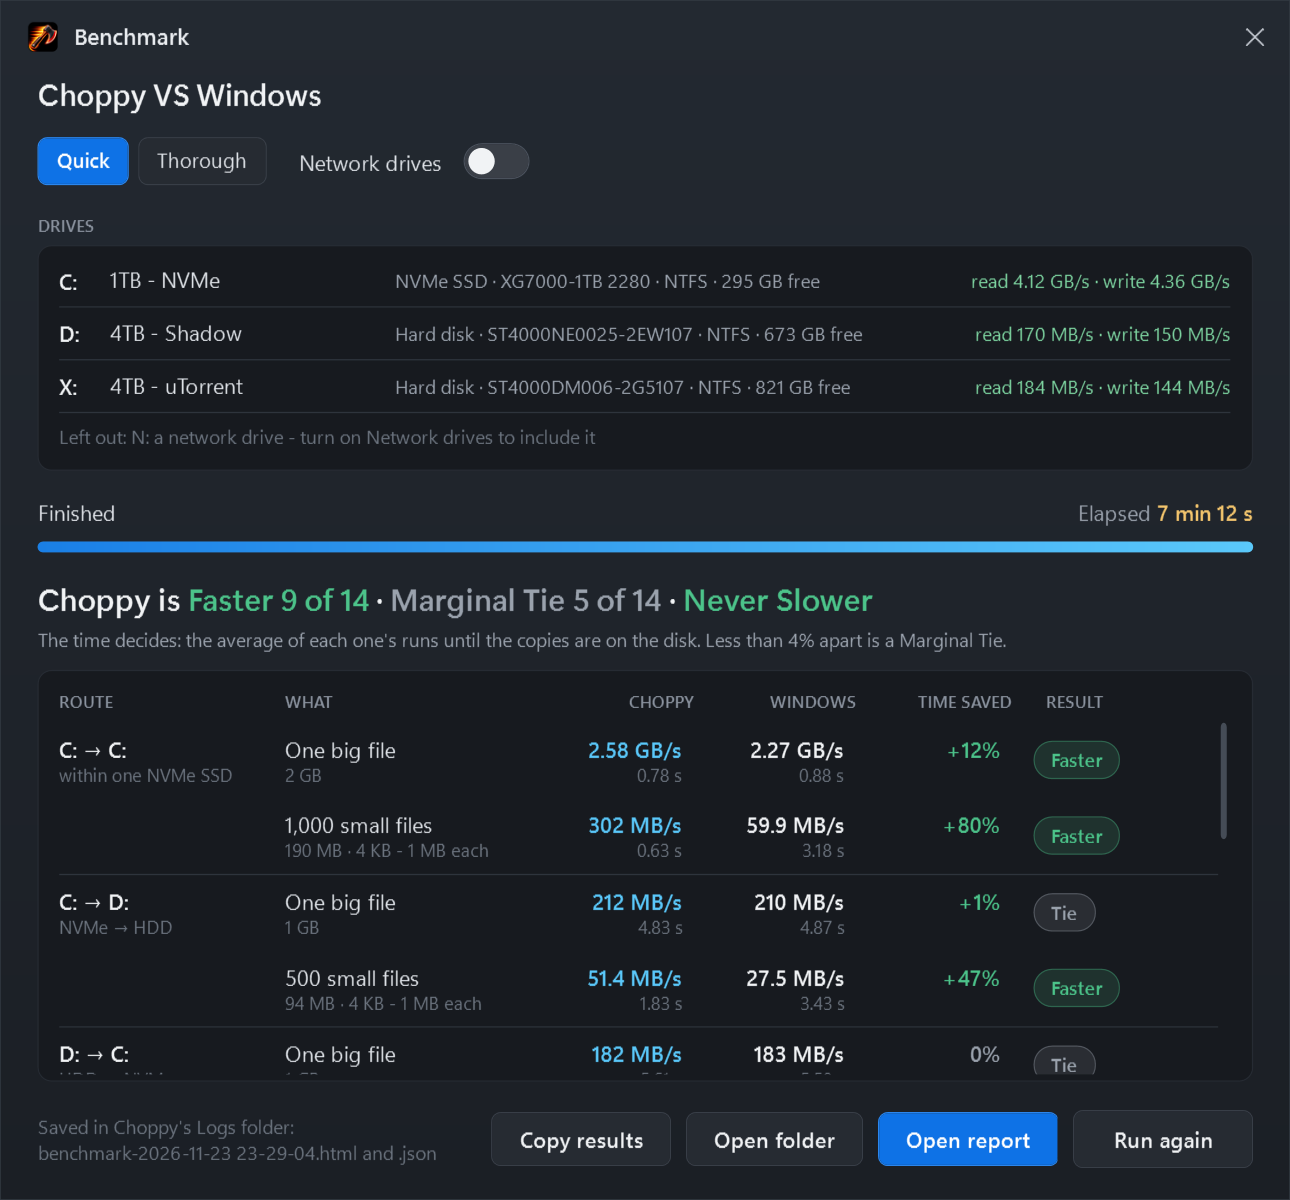 Benchmark
Choppy VS Windows
Quick Thorough Network drives
DRIVES
C: 1TB - NVMe NVMe SSD · XG7000-1TB 2280 · NTFS · 295 GB free read 4.12 GB/s · write 4.36 GB/s
D: 4TB - Shadow Hard disk · ST4000NE0025-2EW107 · NTFS · 673 GB free read 170 MB/s · write 150 MB/s
X: 4TB - uTorrent Hard disk · ST4000DM006-2G5107 · NTFS · 821 GB free read 184 MB/s · write 144 MB/s
Left out: N: a network drive - turn on Network drives to include it
Finished Elapsed 7 min 12 s
Choppy is Faster 9 of 14 · Marginal Tie 5 of 14 · Never Slower
The time decides: the average of each one's runs until the copies are on the disk. Less than 4% apart is a Marginal Tie.
ROUTE WHAT CHOPPY WINDOWS TIME SAVED RESULT
C: → C: One big file 2.58 GB/s 2.27 GB/s +12% Faster
within one NVMe SSD 2 GB 0.78 s 0.88 s
1,000 small files 302 MB/s 59.9 MB/s +80% Faster
190 MB · 4 KB - 1 MB each 0.63 s 3.18 s
C: → D: One big file 212 MB/s 210 MB/s +1% Tie
NVMe → HDD 1 GB 4.83 s 4.87 s
500 small files 51.4 MB/s 27.5 MB/s +47% Faster
94 MB · 4 KB - 1 MB each 1.83 s 3.43 s
D: → C: One big file 182 MB/s 183 MB/s 0% Tie
Saved in Choppy's Logs folder:
benchmark-2026-11-23 23-29-04.html and .json
Copy results Open folder Open report Run again